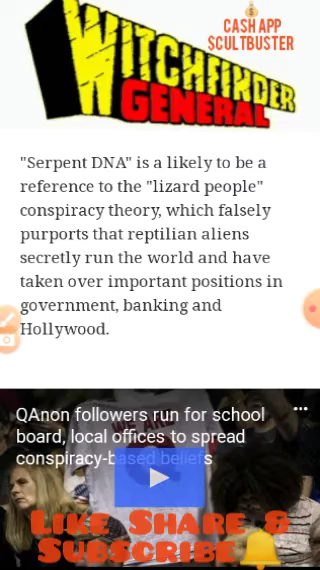 CASH APP
$CULTBUSTER
WITCHFINDER
GENERAL
"Serpent DNA" is a likely to be a
reference to the "lizard people"
conspiracy theory, which falsely
purports that reptilian aliens
secretly run the world and have
taken over important positions in
government, banking and
Hollywood.
QAnon followers run for school
board, local offices to spread
conspiracy-based beliefs
WE ARE
LIKE SHARE &
SUBSCRIBE